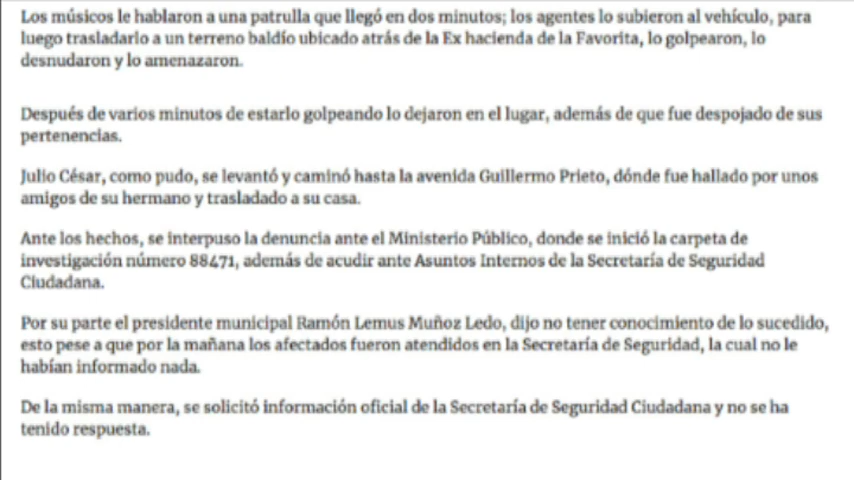 Los músicos le hablaron a una patrulla que llegó en dos minutos; los agentes lo subieron al vehículo, para
luego trasladarlo a un terreno baldío ubicado atrás de la Ex hacienda de la Favorita, lo golpearon, lo
desnudaron y lo amenazaron.
Después de varios minutos de estarlo golpeando lo dejaron en el lugar, además de que fue despojado de sus
pertenencias.
Julio César, como pudo, se levantó y caminó hasta la avenida Guillermo Prieto, dónde fue hallado por unos
amigos de su hermano y trasladado a su casa.
Ante los hechos, se interpuso la denuncia ante el Ministerio Público, donde se inició la carpeta de
investigación número 88471, además de acudir ante Asuntos Internos de la Secretaría de Seguridad
Ciudadana.
Por su parte el presidente municipal Ramón Lemus Muñoz Ledo, dijo no tener conocimiento de lo sucedido,
esto pese a que por la mañana los afectados fueron atendidos en la Secretaría de Seguridad, la cual no le
habían informado nada.
De la misma manera, se solicitó información oficial de la Secretaría de Seguridad Ciudadana y no se ha
tenido respuesta.